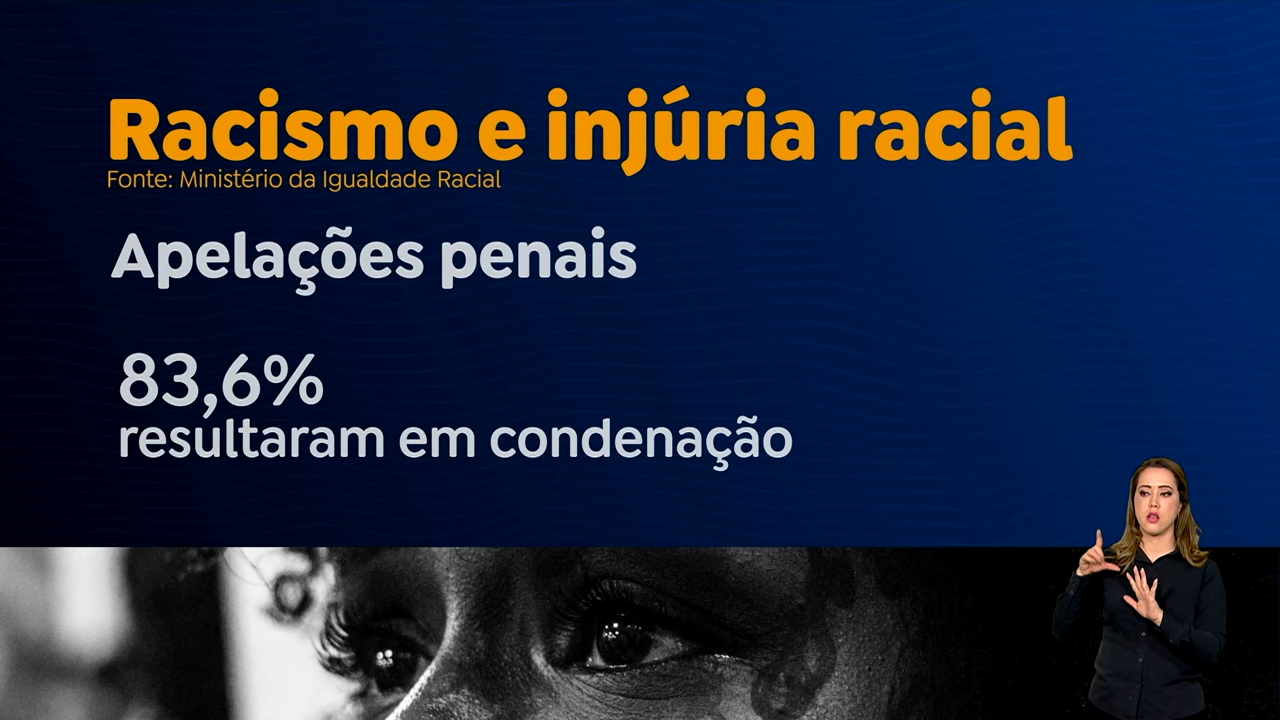 Racismo e injúria racial
Fonte: Ministério da Igualdade Racial
Apelações penais
83,6%
resultaram em condenação